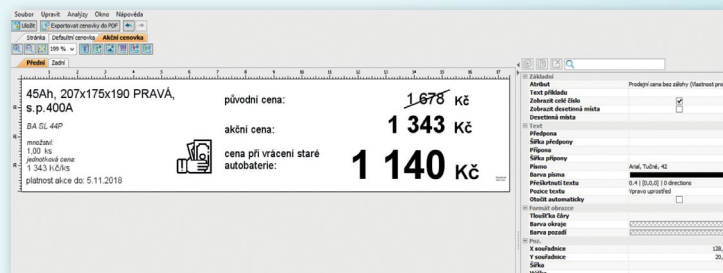 Soubor Upravit Analýzy Okno Nápověda
Uložit Exportovat cenovky do PDF
Stránka Defaultní cenovka Akční cenovka
199 %
Přední Zadní
45Ah, 207x175x190 PRAVÁ,
s.p.400A
BA SL 44P
množství:
1,00 ks
jednotková cena:
1 343 Kč/ks
platnost akce do: 5.11.2018
původní cena: 1 678 Kč
akční cena: 1 343 Kč
cena při vrácení staré
autobaterie: 1 140 Kč
Základní
Atribut Prodejní cena bez zálohy (Vlastnost pro
Text příkladu
Zobrazit celé číslo
Zobrazit desetinná místa
Desetinná místa
Text
Předpona
Šířka předpony
Přípona
Šířka přípony
Písmo Arial, Tučné, 42
Barva písma
Přeškrtnutí textu 0.4 | [0,0,0] | 0 directions
Pozice textu Vpravo uprostřed
Otočit automaticky
Formát obrazce
Tloušťka čáry
Barva okraje
Barva pozadí
Poz.
X souřadnice 128,
Y souřadnice 20,
Šířka